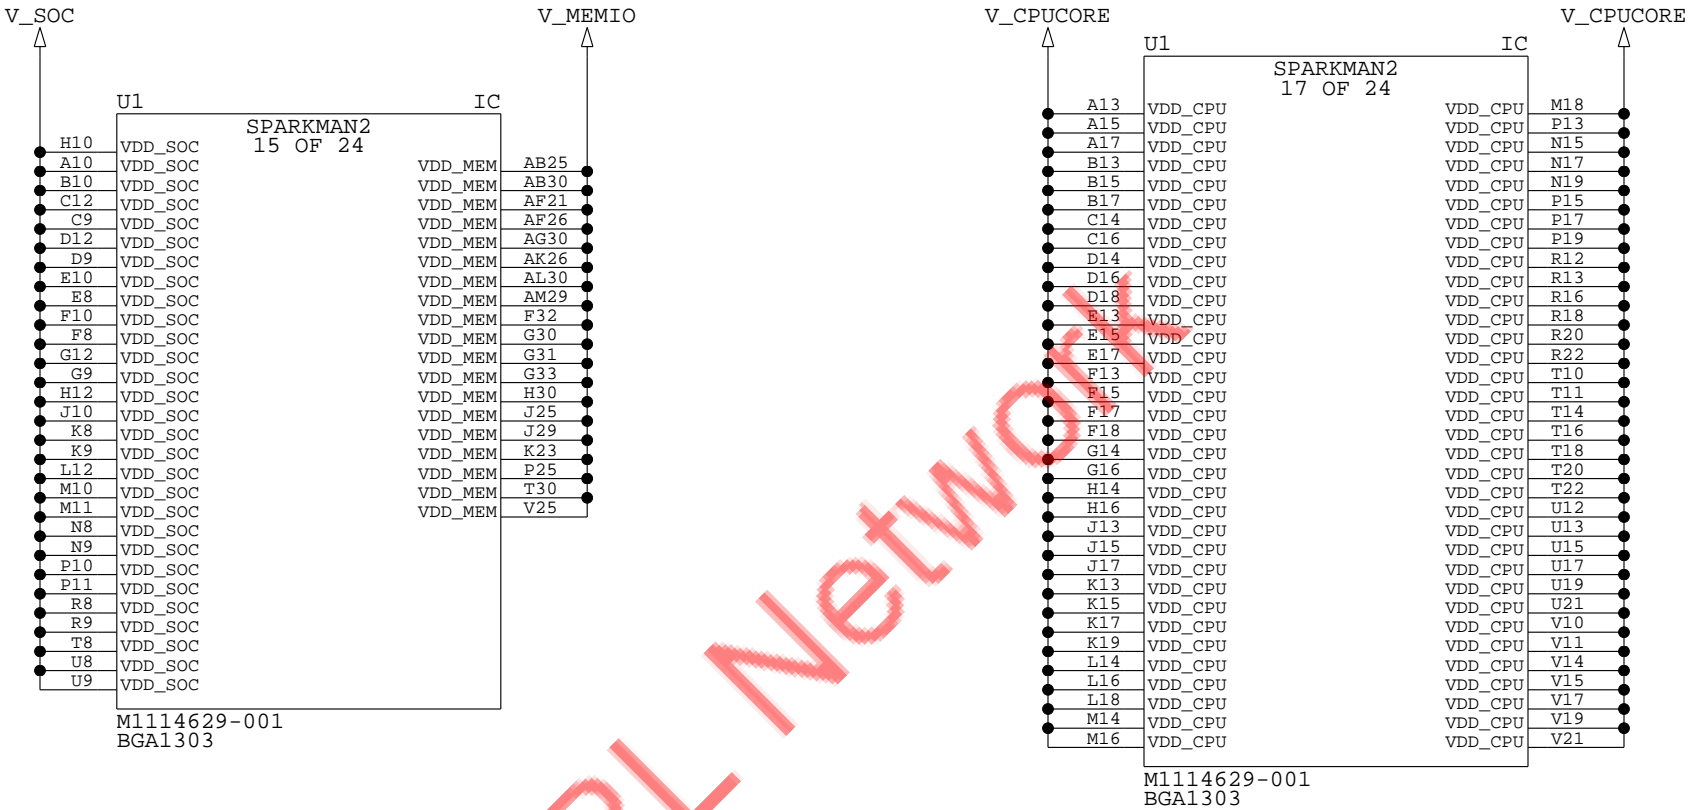 V_SOC
V_MEMIO
U1 IC
SPARKMAN2
15 OF 24
H10 VDD_SOC
A10 VDD_SOC VDD_MEM AB25
B10 VDD_SOC VDD_MEM AB30
C12 VDD_SOC VDD_MEM AF21
C9 VDD_SOC VDD_MEM AF26
D12 VDD_SOC VDD_MEM AG30
D9 VDD_SOC VDD_MEM AK26
E10 VDD_SOC VDD_MEM AL30
E8 VDD_SOC VDD_MEM AM29
F10 VDD_SOC VDD_MEM F32
F8 VDD_SOC VDD_MEM G30
G12 VDD_SOC VDD_MEM G31
G9 VDD_SOC VDD_MEM G33
H12 VDD_SOC VDD_MEM H30
J10 VDD_SOC VDD_MEM J25
K8 VDD_SOC VDD_MEM J29
K9 VDD_SOC VDD_MEM K23
L12 VDD_SOC VDD_MEM P25
M10 VDD_SOC VDD_MEM T30
M11 VDD_SOC VDD_MEM V25
N8 VDD_SOC
N9 VDD_SOC
P10 VDD_SOC
P11 VDD_SOC
R8 VDD_SOC
R9 VDD_SOC
T8 VDD_SOC
U8 VDD_SOC
U9 VDD_SOC
M1114629-001
BGA1303
V_CPUCORE
V_CPUCORE
U1 IC
SPARKMAN2
17 OF 24
A13 VDD_CPU VDD_CPU M18
A15 VDD_CPU VDD_CPU P13
A17 VDD_CPU VDD_CPU N15
B13 VDD_CPU VDD_CPU N17
B15 VDD_CPU VDD_CPU N19
B17 VDD_CPU VDD_CPU P15
C14 VDD_CPU VDD_CPU P17
C16 VDD_CPU VDD_CPU P19
D14 VDD_CPU VDD_CPU R12
D16 VDD_CPU VDD_CPU R13
D18 VDD_CPU VDD_CPU R16
E13 VDD_CPU VDD_CPU R18
E15 VDD_CPU VDD_CPU R20
E17 VDD_CPU VDD_CPU R22
F13 VDD_CPU VDD_CPU T10
F15 VDD_CPU VDD_CPU T11
F17 VDD_CPU VDD_CPU T14
F18 VDD_CPU VDD_CPU T16
G14 VDD_CPU VDD_CPU T18
G16 VDD_CPU VDD_CPU T20
H14 VDD_CPU VDD_CPU T22
H16 VDD_CPU VDD_CPU U12
J13 VDD_CPU VDD_CPU U13
J15 VDD_CPU VDD_CPU U15
J17 VDD_CPU VDD_CPU U17
K13 VDD_CPU VDD_CPU U19
K15 VDD_CPU VDD_CPU U21
K17 VDD_CPU VDD_CPU V10
K19 VDD_CPU VDD_CPU V11
L14 VDD_CPU VDD_CPU V14
L16 VDD_CPU VDD_CPU V15
L18 VDD_CPU VDD_CPU V17
M14 VDD_CPU VDD_CPU V19
M16 VDD_CPU VDD_CPU V21
M1114629-001
BGA1303
Network